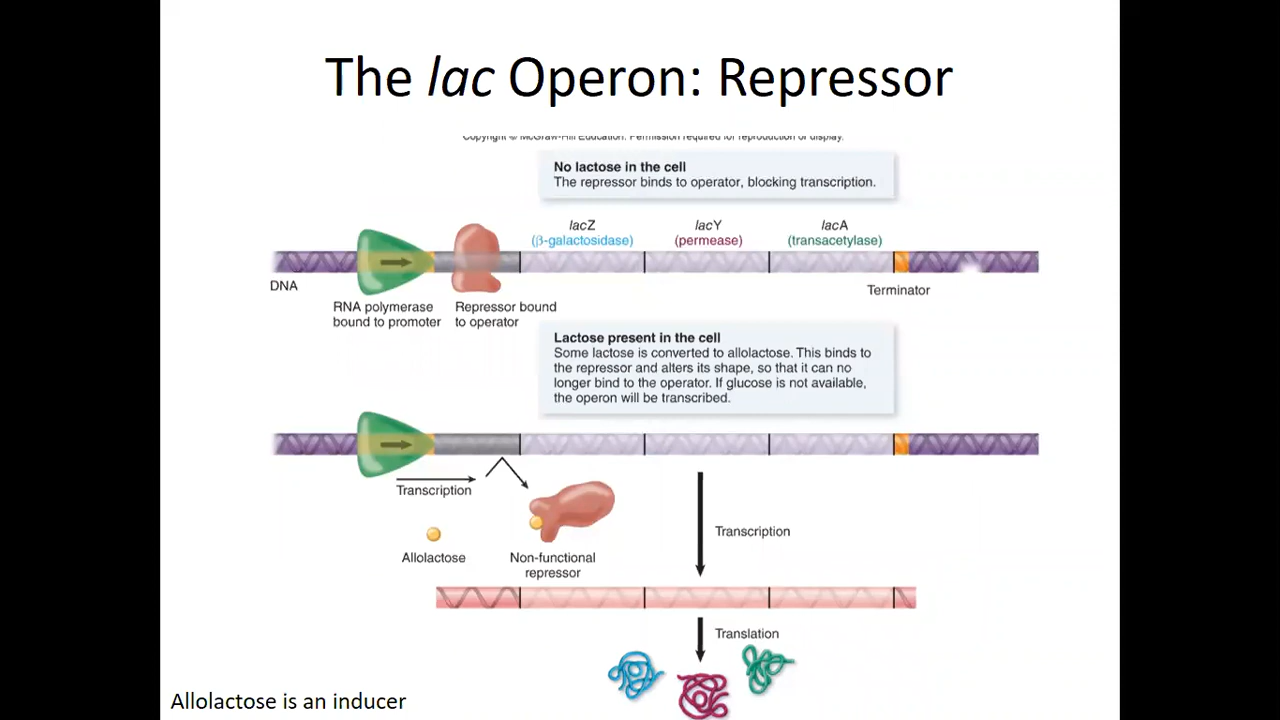 The lac Operon: Repressor
Copyright © McGraw-Hill Education. Permission required for reproduction or display.
No lactose in the cell
The repressor binds to operator, blocking transcription.
lacZ
(β-galactosidase)
lacY
(permease)
lacA
(transacetylase)
DNA
RNA polymerase
bound to promoter
Repressor bound
to operator
Terminator
Lactose present in the cell
Some lactose is converted to allolactose. This binds to
the repressor and alters its shape, so that it can no
longer bind to the operator. If glucose is not available,
the operon will be transcribed.
Transcription
Allolactose
Non-functional
repressor
Transcription
Translation
Allolactose is an inducer